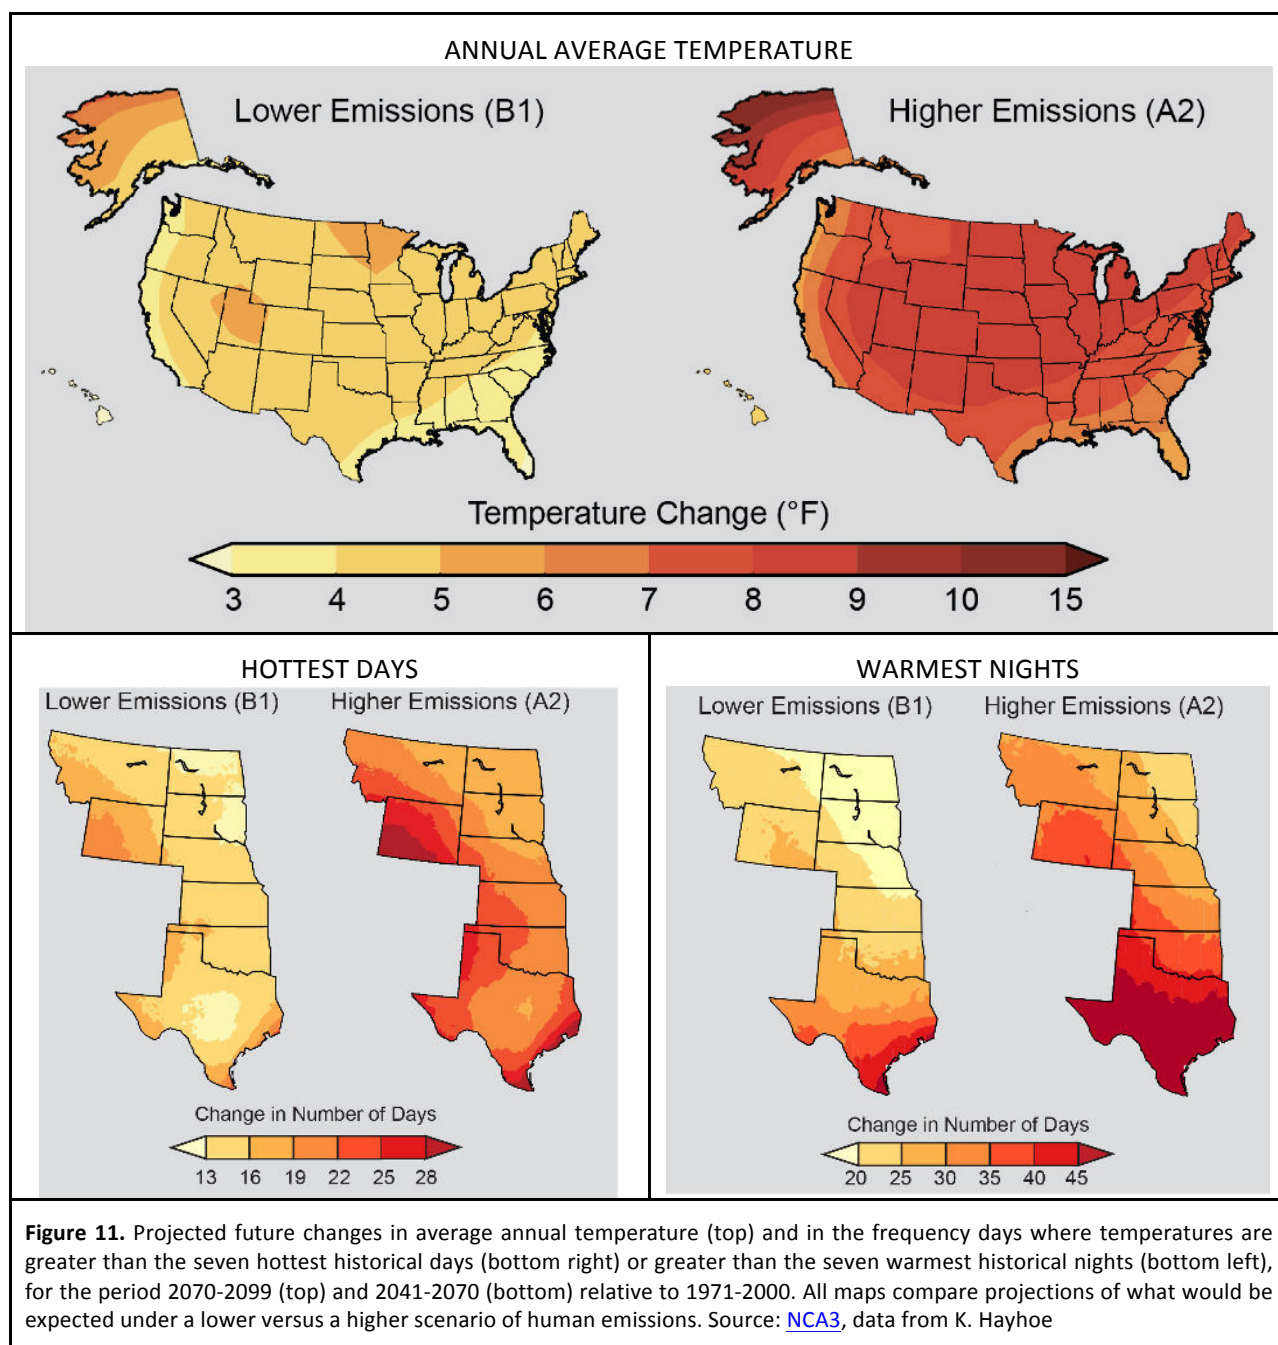 ANNUAL AVERAGE TEMPERATURE
Lower Emissions (B1)
Higher Emissions (A2)
Temperature Change (°F)
3 4 5 6 7 8 9 10 15
HOTTEST DAYS
Lower Emissions (B1) Higher Emissions (A2)
Change in Number of Days
13 16 19 22 25 28
WARMEST NIGHTS
Lower Emissions (B1) Higher Emissions (A2)
Change in Number of Days
20 25 30 35 40 45
Figure 11. Projected future changes in average annual temperature (top) and in the frequency days where temperatures are
greater than the seven hottest historical days (bottom right) or greater than the seven warmest historical nights (bottom left),
for the period 2070-2099 (top) and 2041-2070 (bottom) relative to 1971-2000. All maps compare projections of what would be
expected under a lower versus a higher scenario of human emissions. Source: NCA3, data from K. Hayhoe